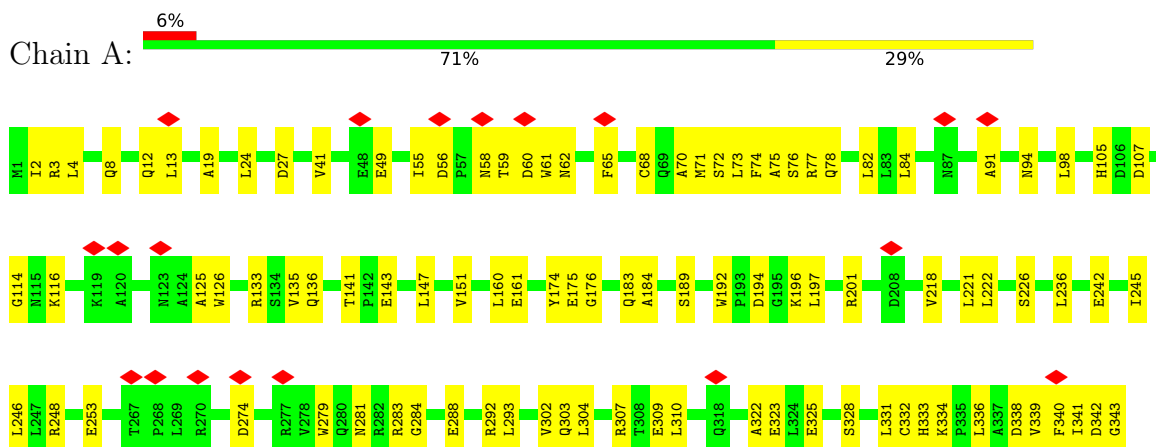 6%
Chain A:
71% 29%
M1 I2 R3 L4 Q8 Q12 L13 A19 L24 D27 V41 E48 E49 I55 D56 P57 N58 T59 D60 W61 N62 F65 C68 Q69 A70 M71 S72 L73 F74 A75 S76 R77 Q78 L82 L83 L84 N87 A91 N94 L98 H105 D106 D107
G114 N115 K116 K119 A120 N123 A124 A125 W126 R133 S134 V135 Q136 T141 P142 E143 L147 V151 L160 E161 Y174 E175 G176 Q183 A184 S189 W192 P193 D194 G195 K196 L197 R201 D208 V218 L221 L222 S226 L236 E242 I245
L246 L247 R248 E253 T267 P268 L269 R270 D274 R277 V278 W279 Q280 N281 R282 R283 G284 E288 R292 L293 V302 Q303 L304 R307 T308 E309 L310 Q318 A322 E323 L324 E325 S328 L331 C332 H333 K334 P335 L336 A337 D338 V339 F340 I341 D342 G343